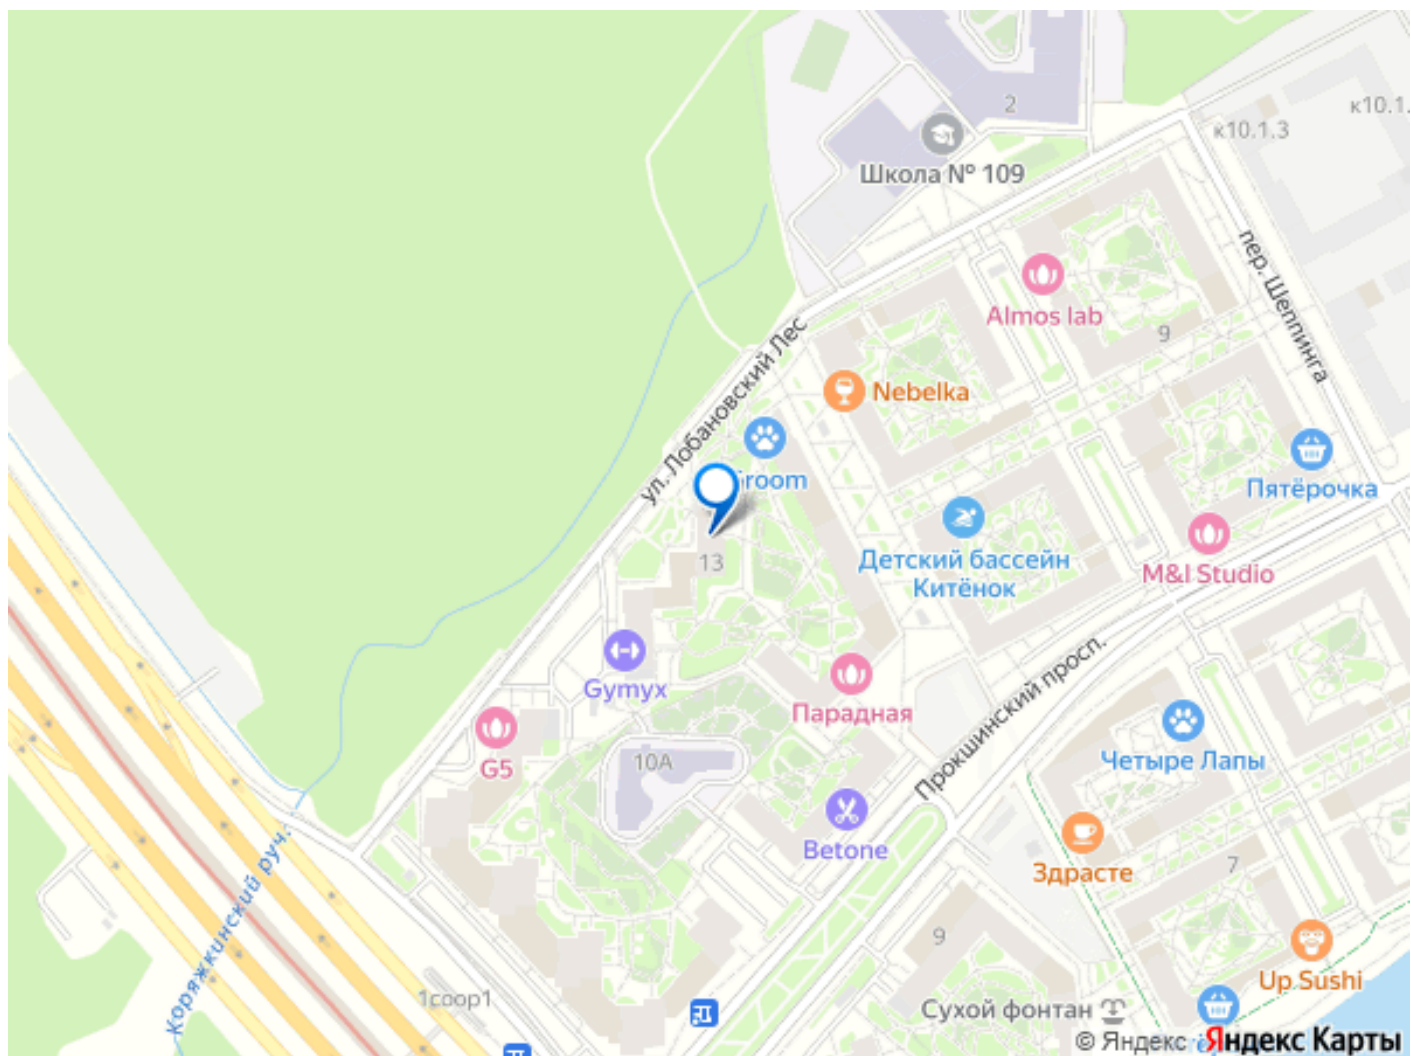 2
к10.1.
к10.1.3
Школа № 109
пер. Шеппинга
Almos lab
9
ул. Лобановский Лес
Nebelka
room
Пятёрочка
13
Детский бассейн
Китёнок
M&I Studio
Gymyx
Парадная
Прокшинский просп.
G5
10А
Четыре Лапы
Betone
Здрасте
7
Коряжкинский руч.
9
Up Sushi
1соор1
Сухой фонтан
© Яндекс Яндекс Карты